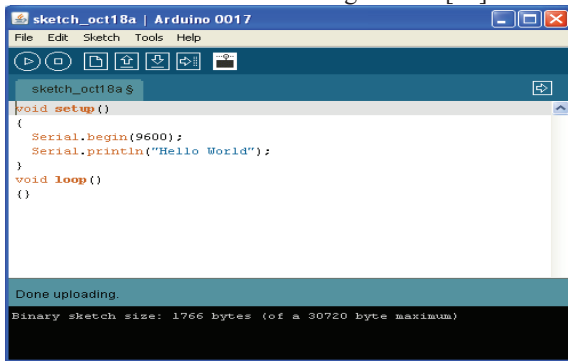 sketch_oct18a | Arduino 0017
File Edit Sketch Tools Help
sketch_oct18a §
void setup()
{
Serial.begin(9600);
Serial.println("Hello World");
}
void loop()
{}
Done uploading.
Binary sketch size: 1766 bytes (of a 30720 byte maximum)